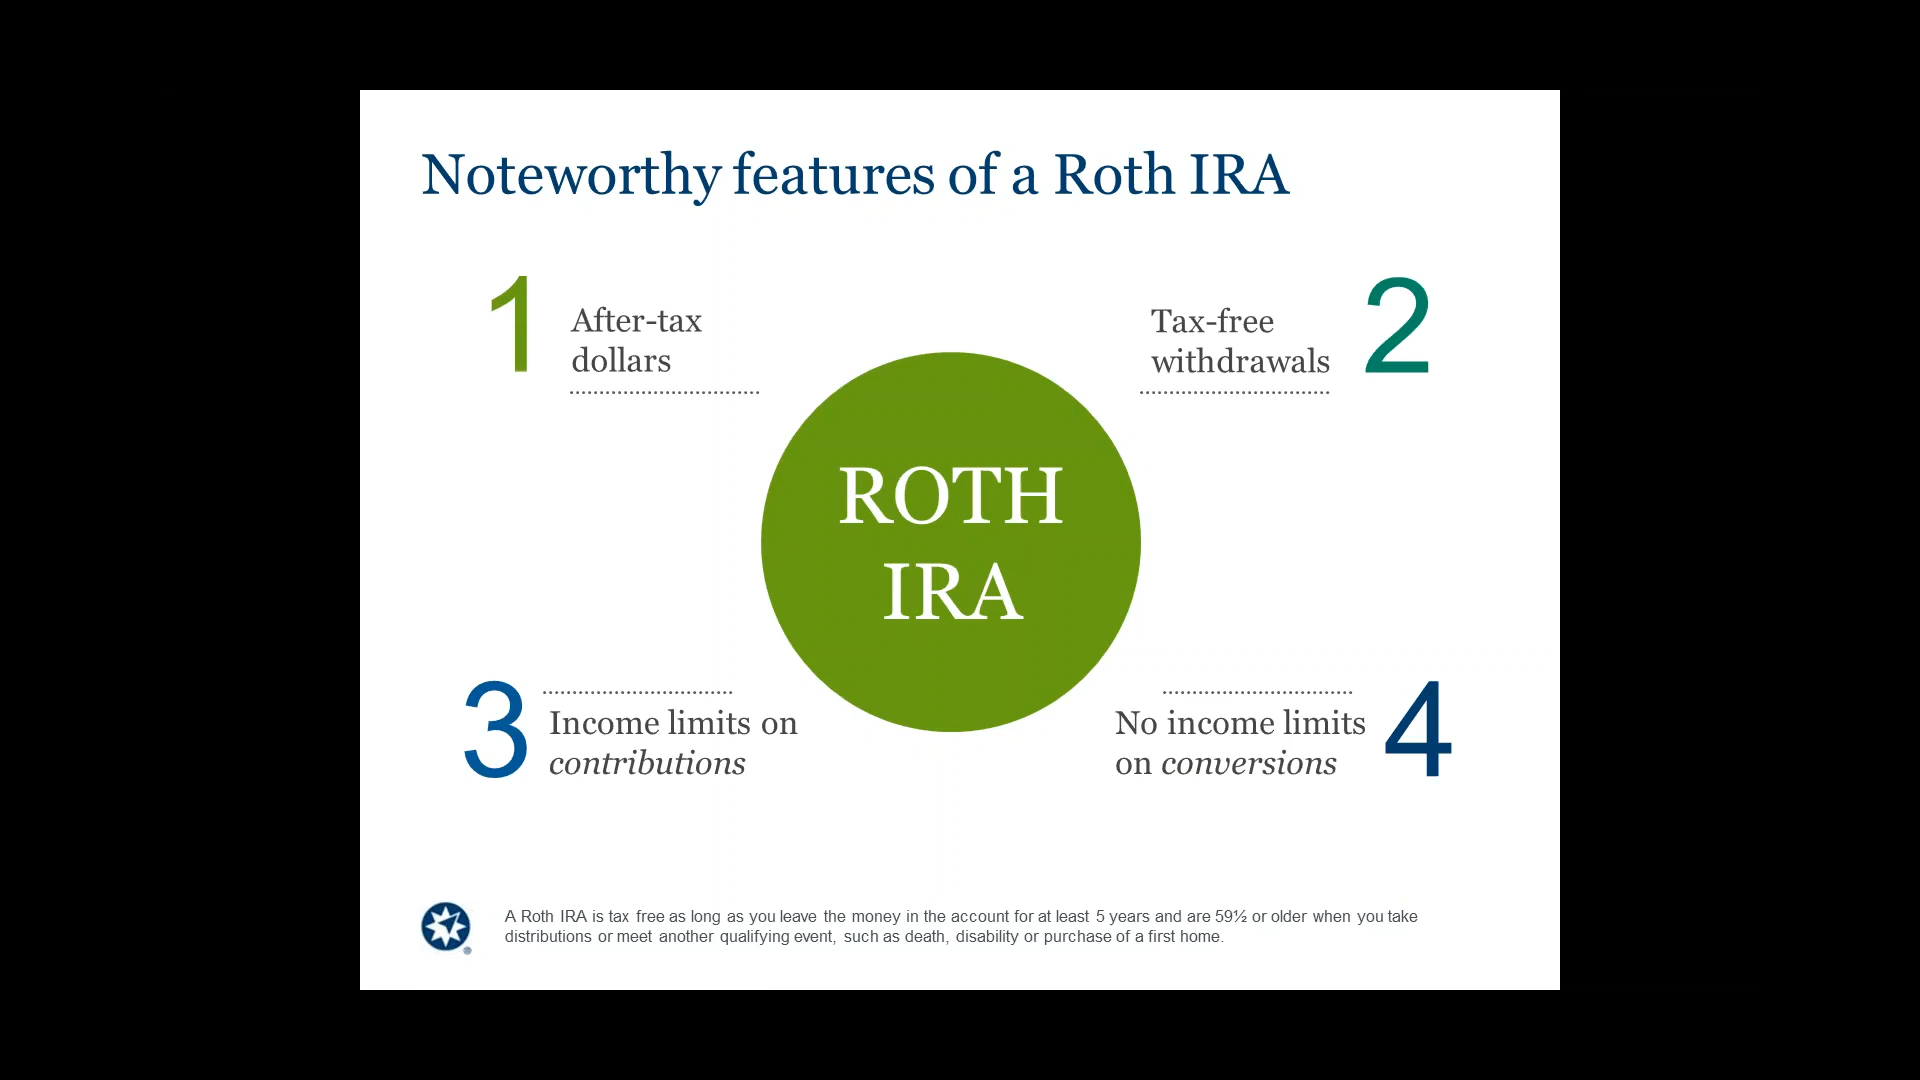 Noteworthy features of a Roth IRA
1
After-tax
dollars
Tax-free
withdrawals
2
ROTH
IRA
3
Income limits on
contributions
No income limits
on conversions
4
A Roth IRA is tax free as long as you leave the money in the account for at least 5 years and are 59½ or older when you take
distributions or meet another qualifying event, such as death, disability or purchase of a first home.
®